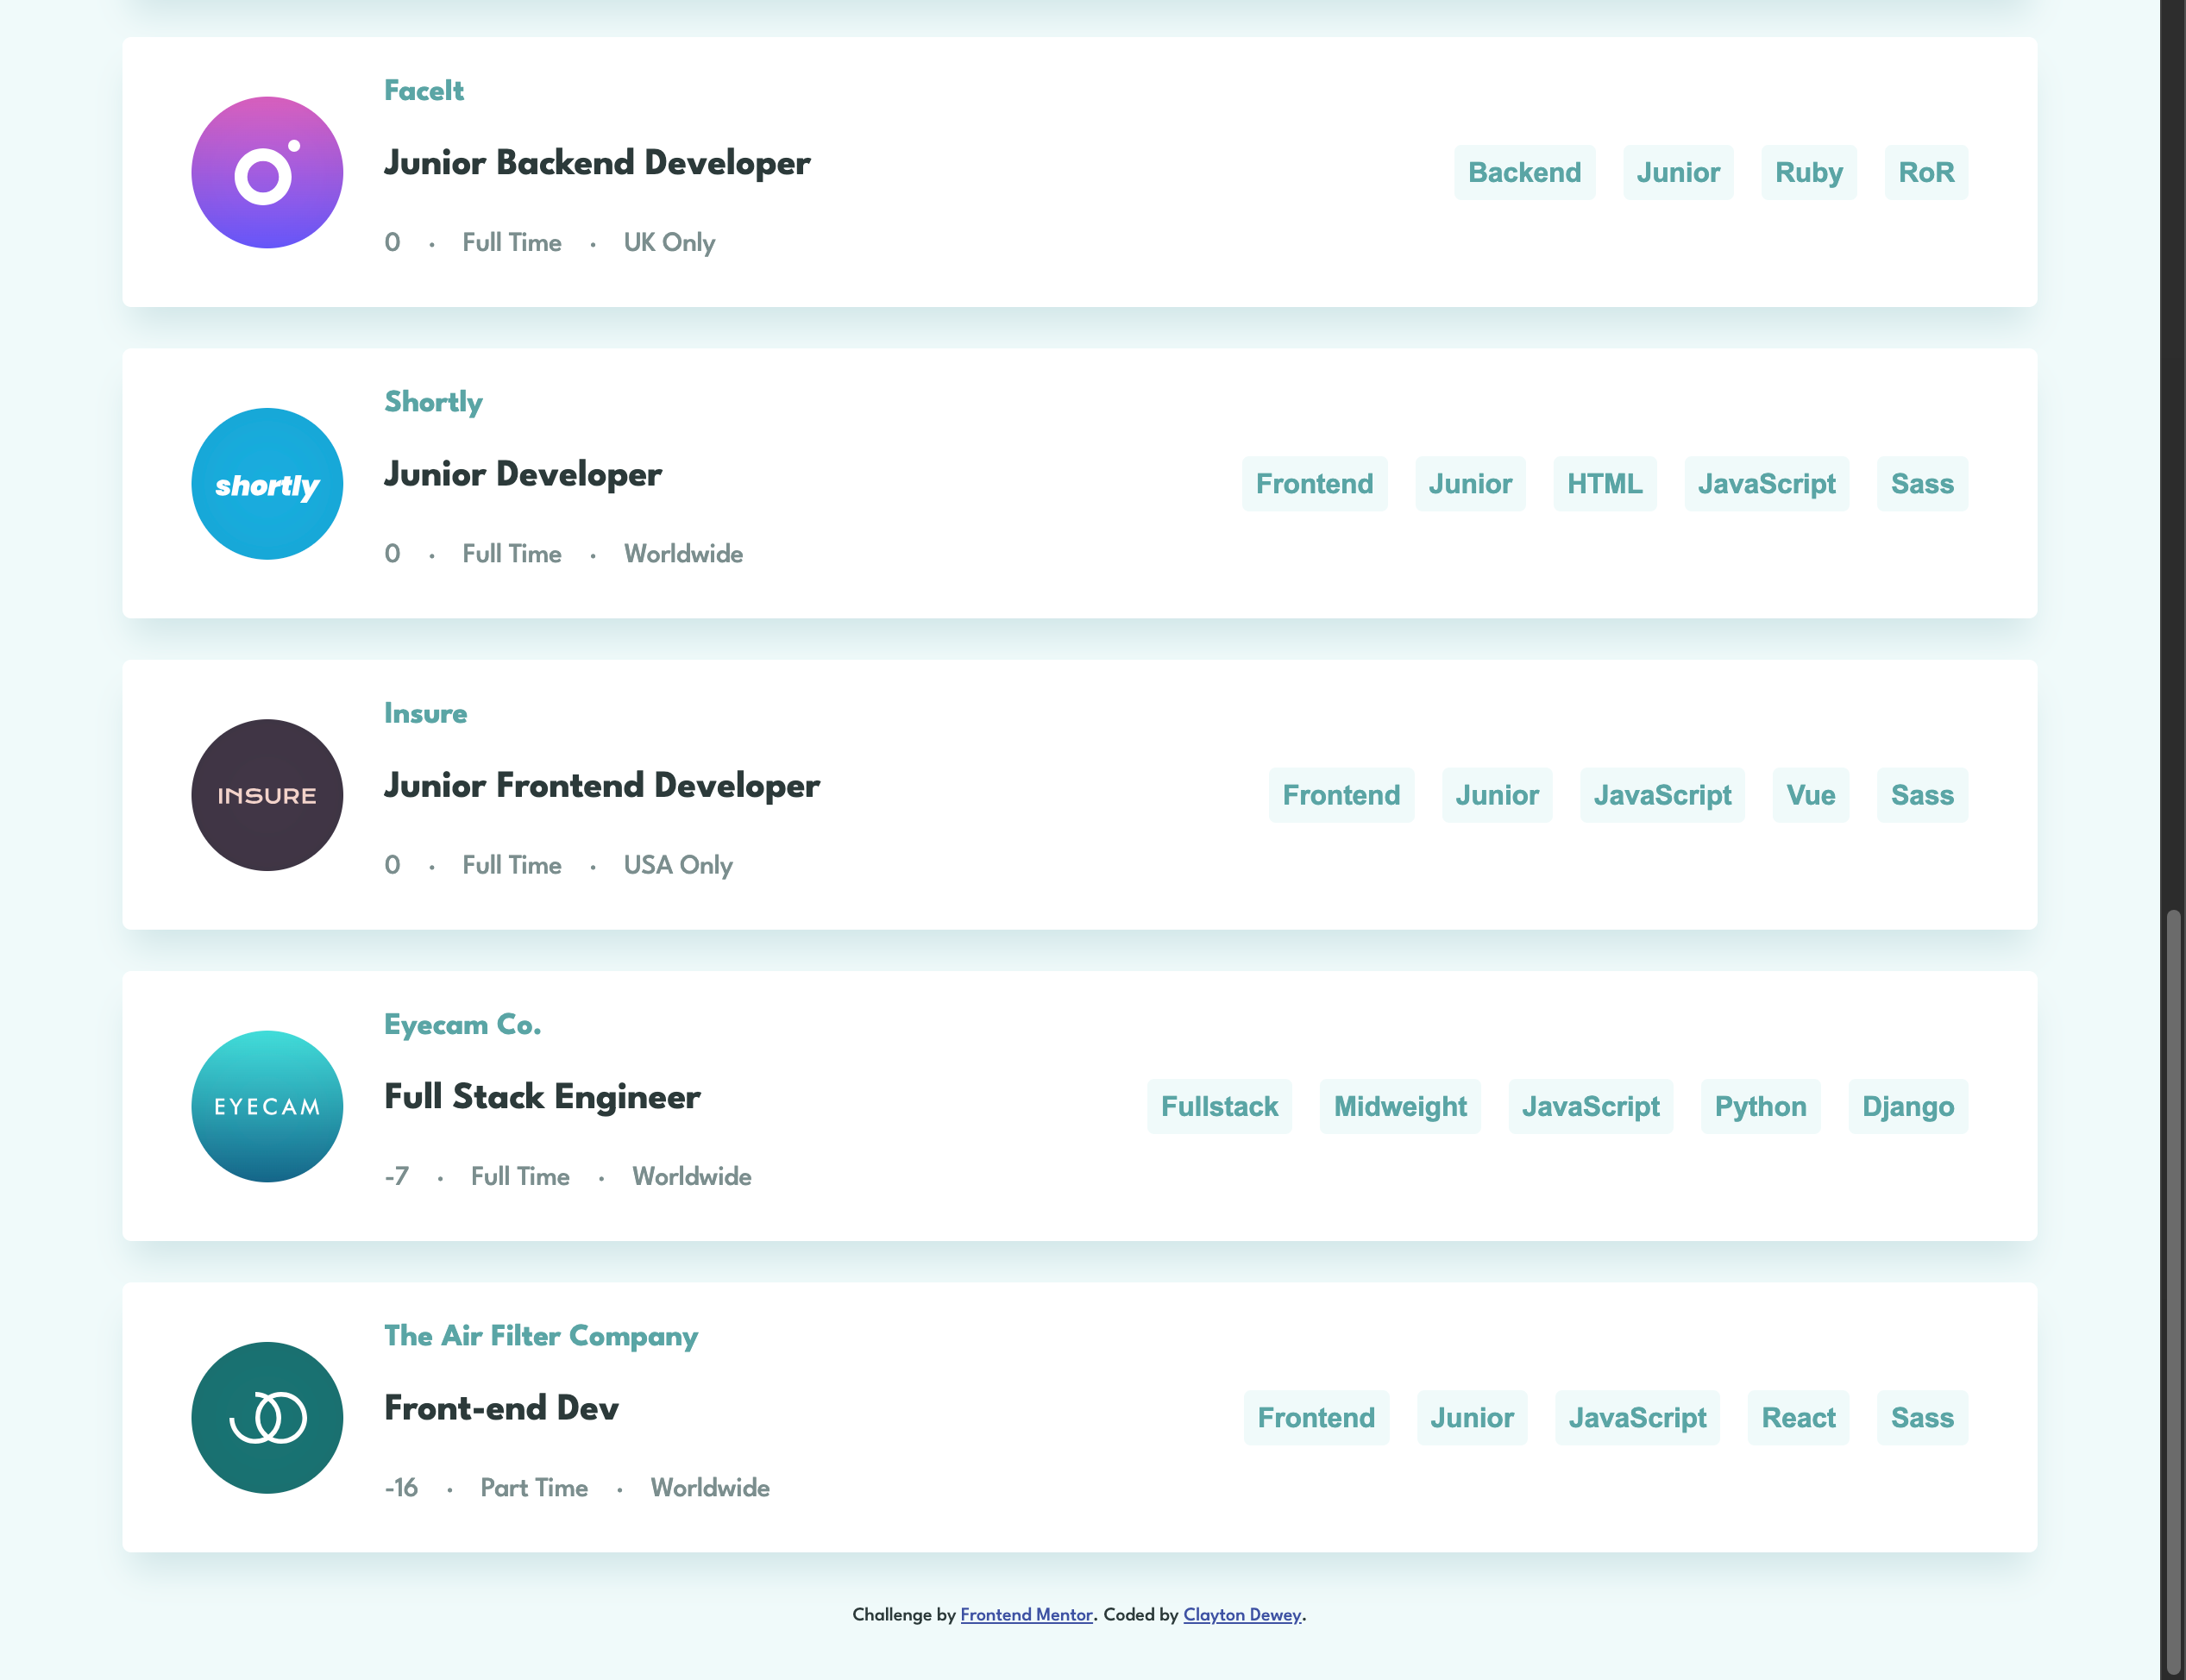 FaceIt
Junior Backend Developer
0 · Full Time · UK Only
Backend Junior Ruby RoR
shortly
Shortly
Junior Developer
0 · Full Time · Worldwide
Frontend Junior HTML JavaScript Sass
INSURE
Insure
Junior Frontend Developer
0 · Full Time · USA Only
Frontend Junior JavaScript Vue Sass
EYECAM
Eyecam Co.
Full Stack Engineer
-7 · Full Time · Worldwide
Fullstack Midweight JavaScript Python Django
The Air Filter Company
Front-end Dev
-16 · Part Time · Worldwide
Frontend Junior JavaScript React Sass
Challenge by Frontend Mentor. Coded by Clayton Dewey.